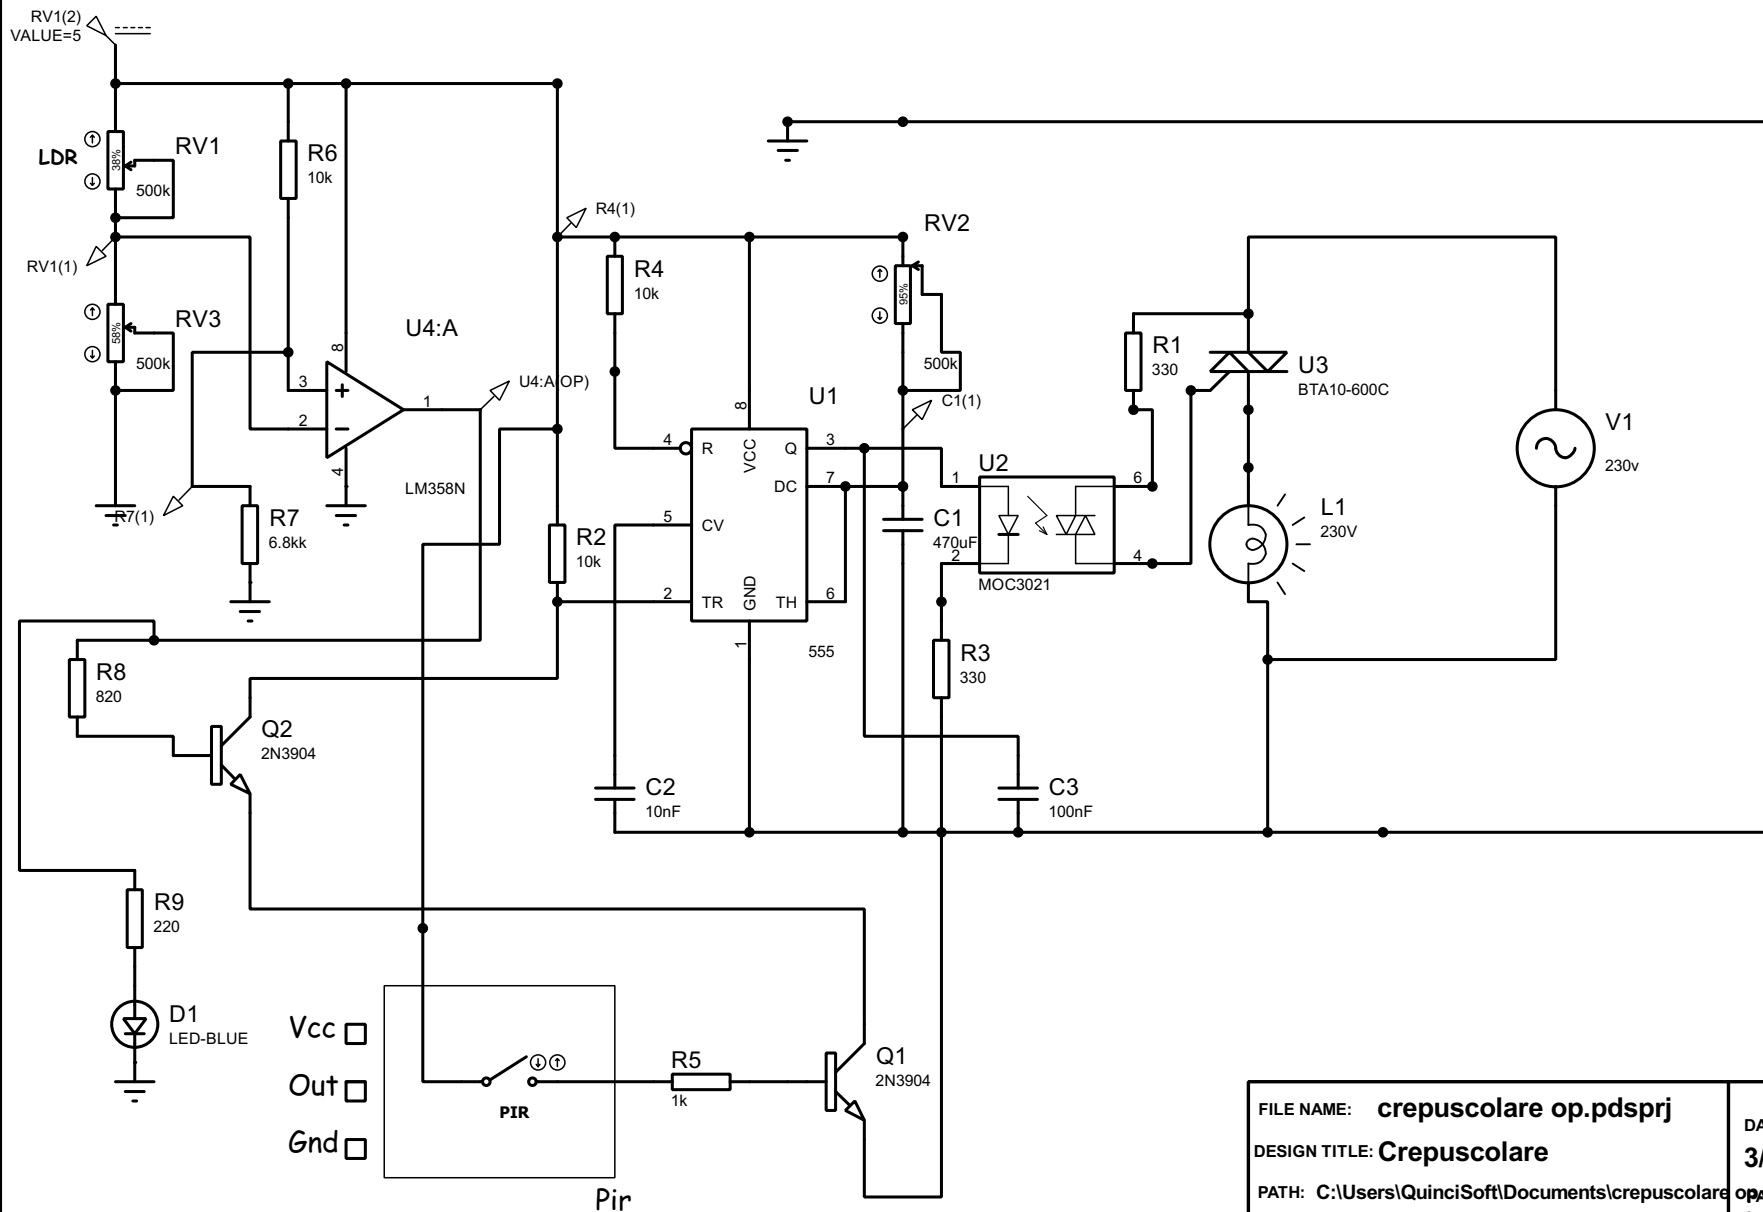 RV1(2)
VALUE=5
LDR
38%
RV1
500k
R6
10k
RV1(1)
58%
RV3
500k
U4:A
8
3
2
1
4
U4:A(OP)
LM358N
R7(1)
R7
6.8kk
R4(1)
R4
10k
RV2
95%
500k
C1(1)
U1
8
4
R
VCC
Q
3
DC
7
5
CV
2
TR
GND
TH
6
1
555
R2
10k
C1
470uF
U2
1
2
6
4
MOC3021
R1
330
U3
BTA10-600C
V1
230v
L1
230V
R3
330
R8
820
Q2
2N3904
C2
10nF
C3
100nF
R9
220
D1
LED-BLUE
Vcc
Out
Gnd
PIR
Pir
R5
1k
Q1
2N3904
FILE NAME: crepuscolare op.pdsprj
DESIGN TITLE: Crepuscolare
PATH: C:\Users\QuinciSoft\Documents\crepuscolare
DA
3/